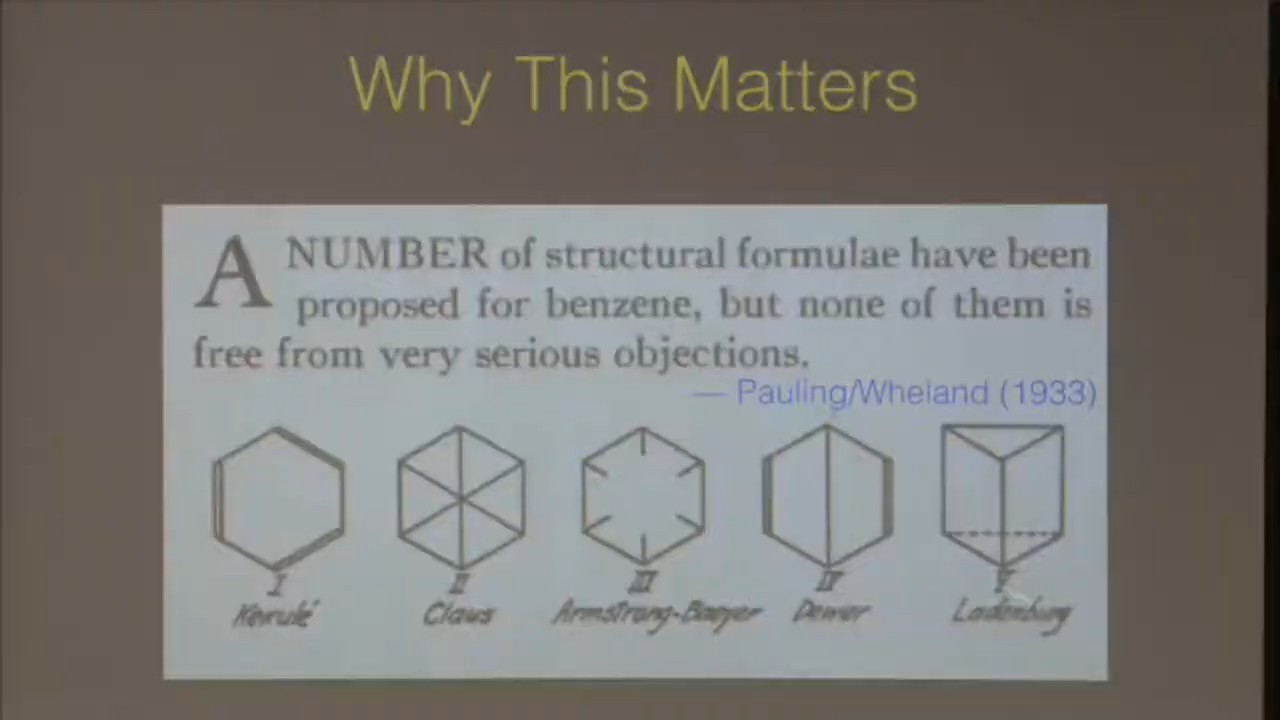 Why This Matters
A NUMBER of structural formulae have been
proposed for benzene, but none of them is
free from very serious objections.
— Pauling/Wheland (1933)
I II III IV V
Kekulé Claus Armstrong-Baeyer Dewar Ladenburg